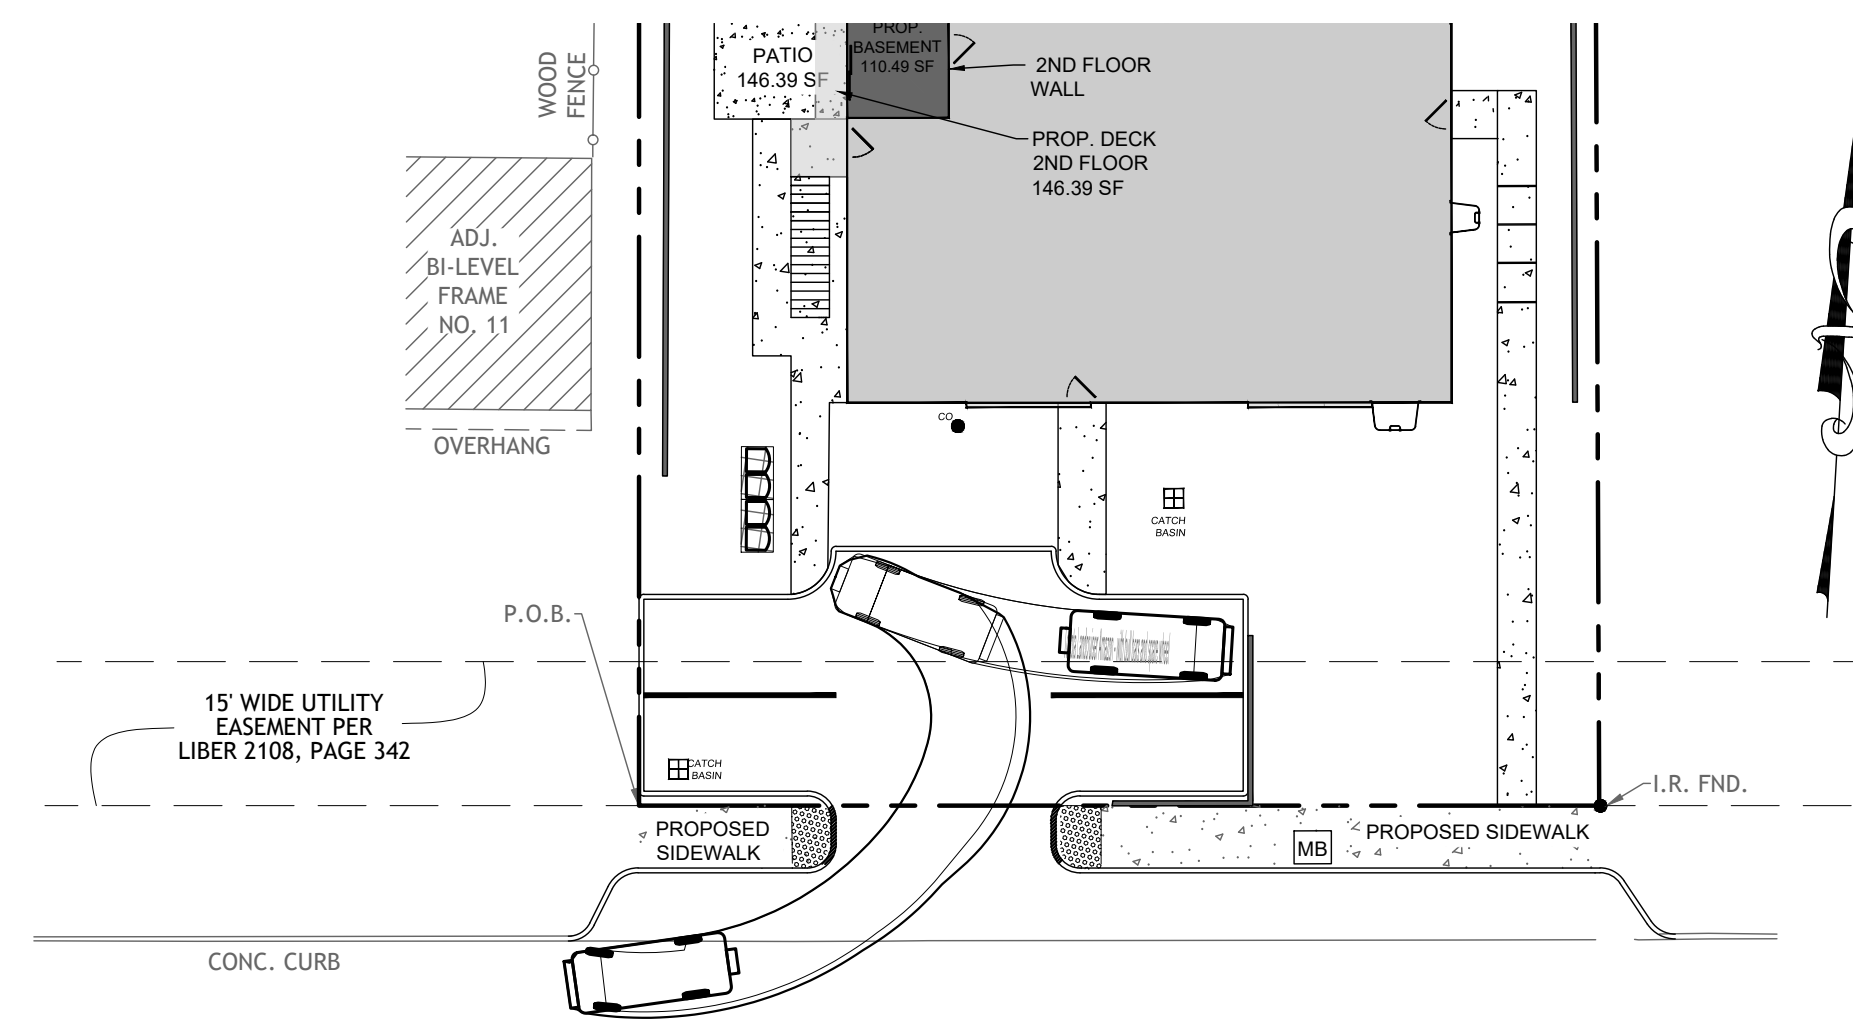 PROP.
BASEMENT
110.49 SF
PATIO
146.39 SF
2ND FLOOR
WALL
WOOD
FENCE
PROP. DECK
2ND FLOOR
146.39 SF
ADJ.
BI-LEVEL
FRAME
NO. 11
OVERHANG
CO
CATCH
BASIN
P.O.B.
15' WIDE UTILITY
EASEMENT PER
LIBER 2108, PAGE 342
CATCH
BASIN
I.R. FND.
PROPOSED
SIDEWALK
MB
PROPOSED SIDEWALK
CONC. CURB